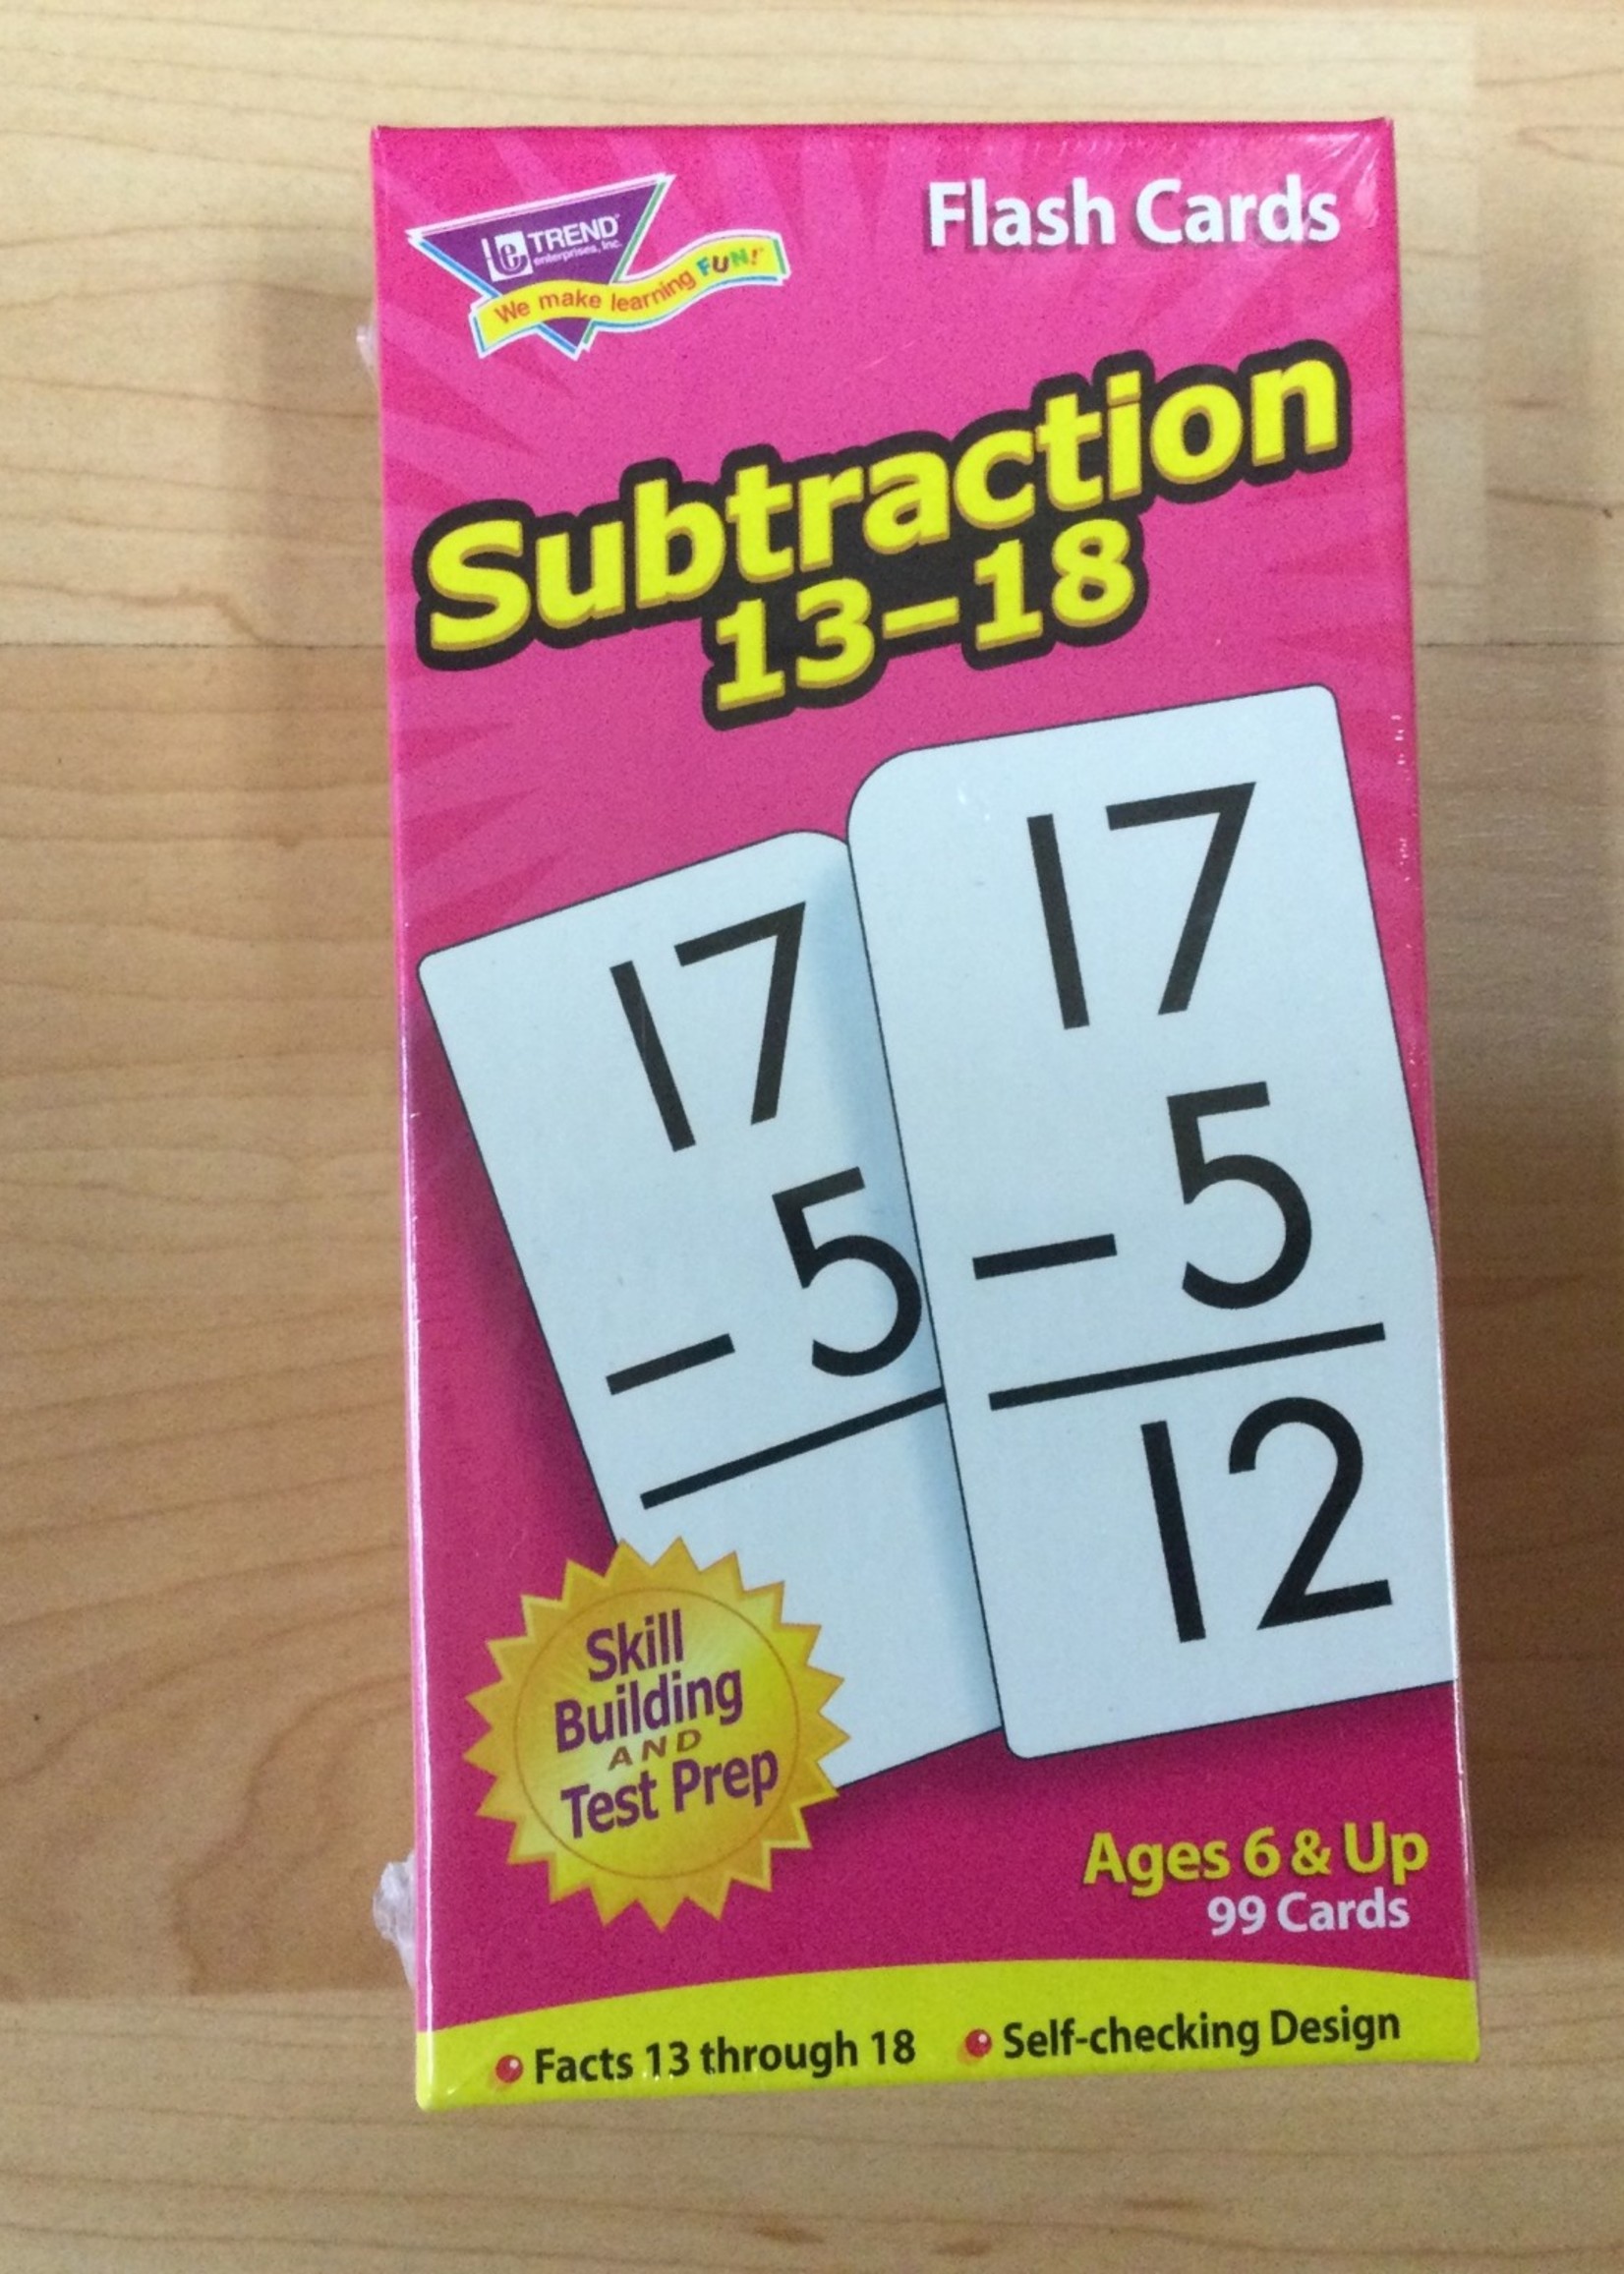 TREND
enterprises, Inc.
We make learning FUN!
Flash Cards
Subtraction
13-18
17
- 5
17
- 5
12
Skill
Building
AND
Test Prep
Ages 6 & Up
99 Cards
Facts 13 through 18
Self-checking Design